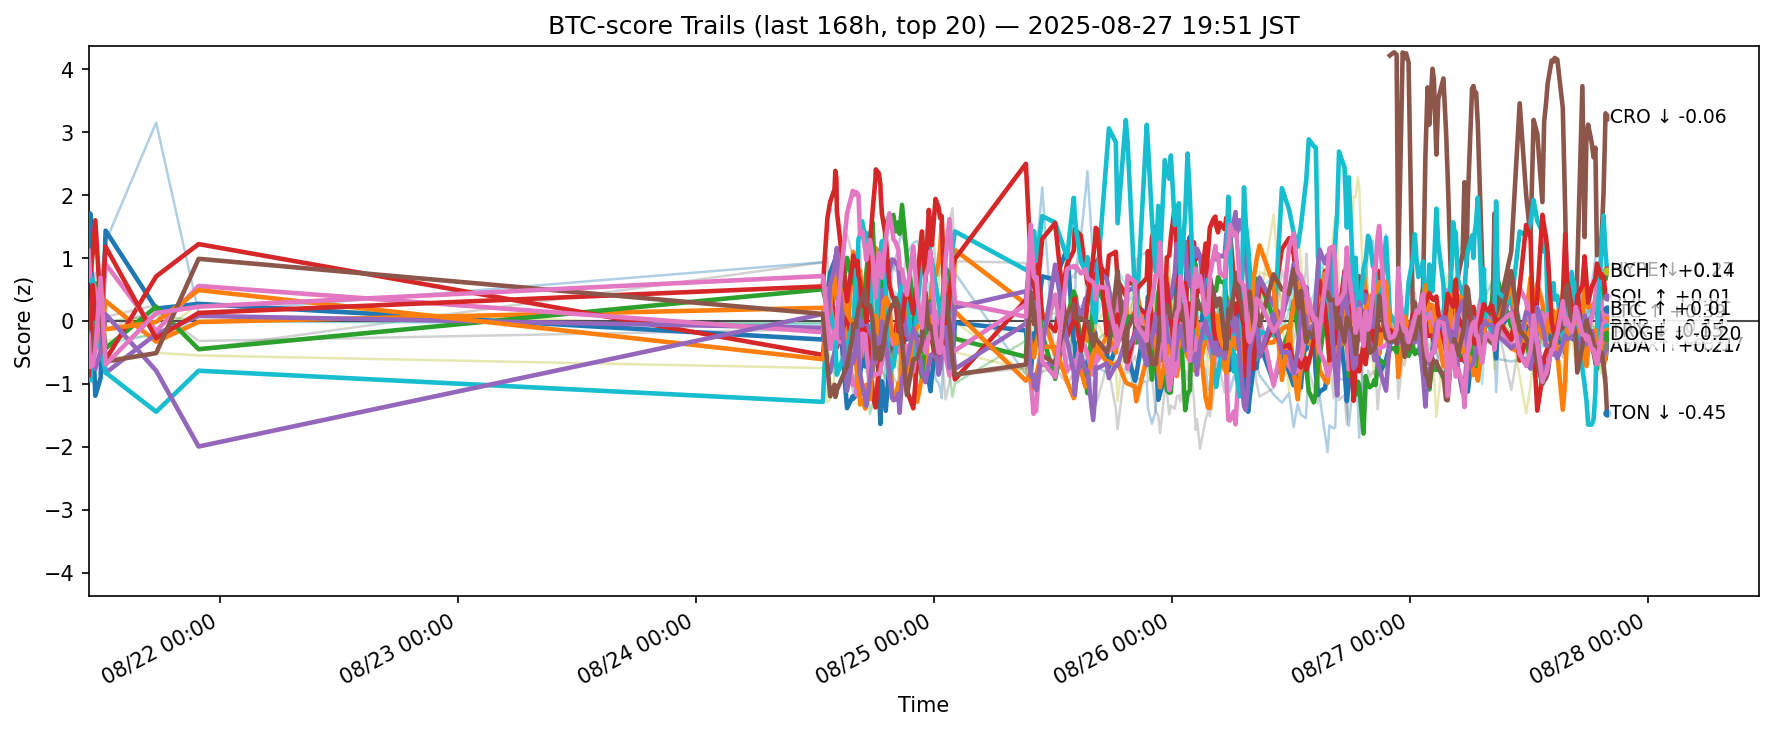 BTC-score Trails (last 168h, top 20) — 2025-08-27 19:51 JST
Score (z)
4
3
2
1
0
−1
−2
−3
−4
CRO ↓ -0.06
BCH ↑ +0.14
SOL ↑ +0.01
BTC ↑ +0.01
DOGE ↓ -0.20
ADA
TON ↓ -0.45
08/22 00:00
08/23 00:00
08/24 00:00
08/25 00:00
08/26 00:00
08/27 00:00
08/28 00:00
Time